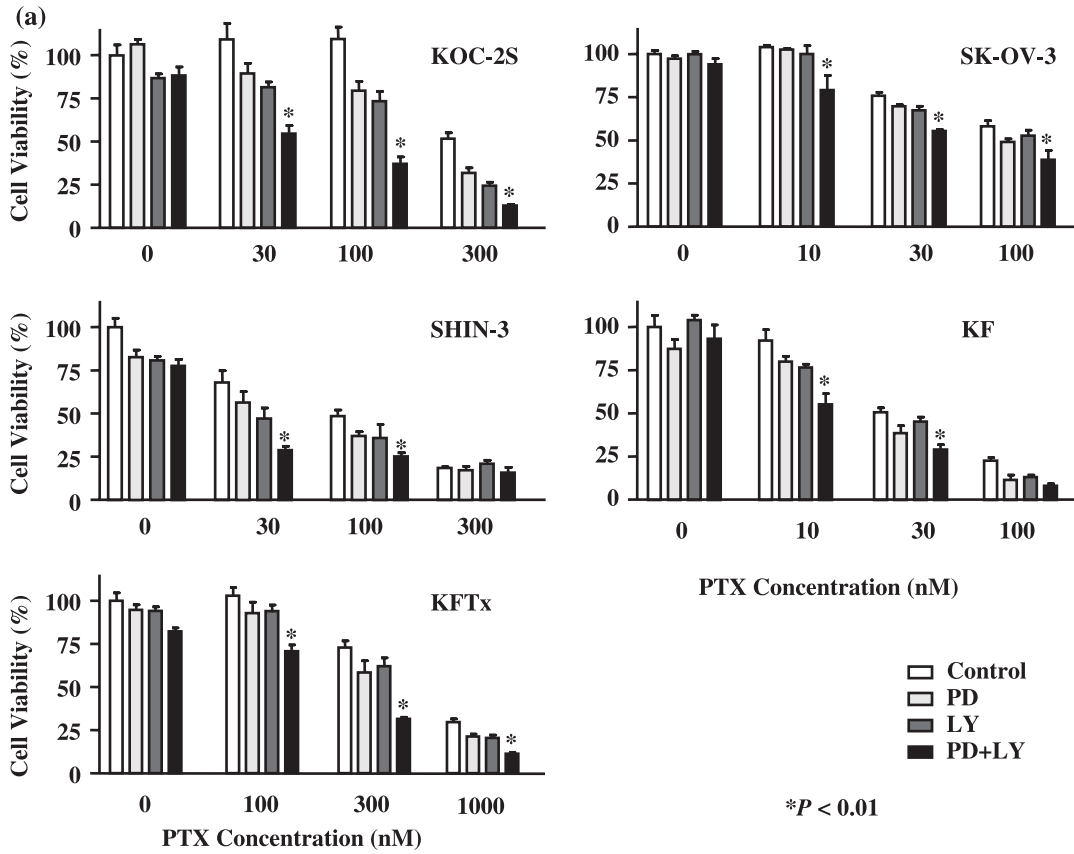 (a)
KOC-2S
Cell Viability (%)
100
75
50
25
0
*
*
*
0 30 100 300
SK-OV-3
100
75
50
25
0
*
*
*
0 10 30 100
SHIN-3
Cell Viability (%)
100
75
50
25
0
*
*
0 30 100 300
KF
100
75
50
25
0
*
*
0 10 30 100
PTX Concentration (nM)
KFTx
Cell Viability (%)
100
75
50
25
0
*
*
*
0 100 300 1000
PTX Concentration (nM)
Control
PD
LY
PD+LY
*P < 0.01